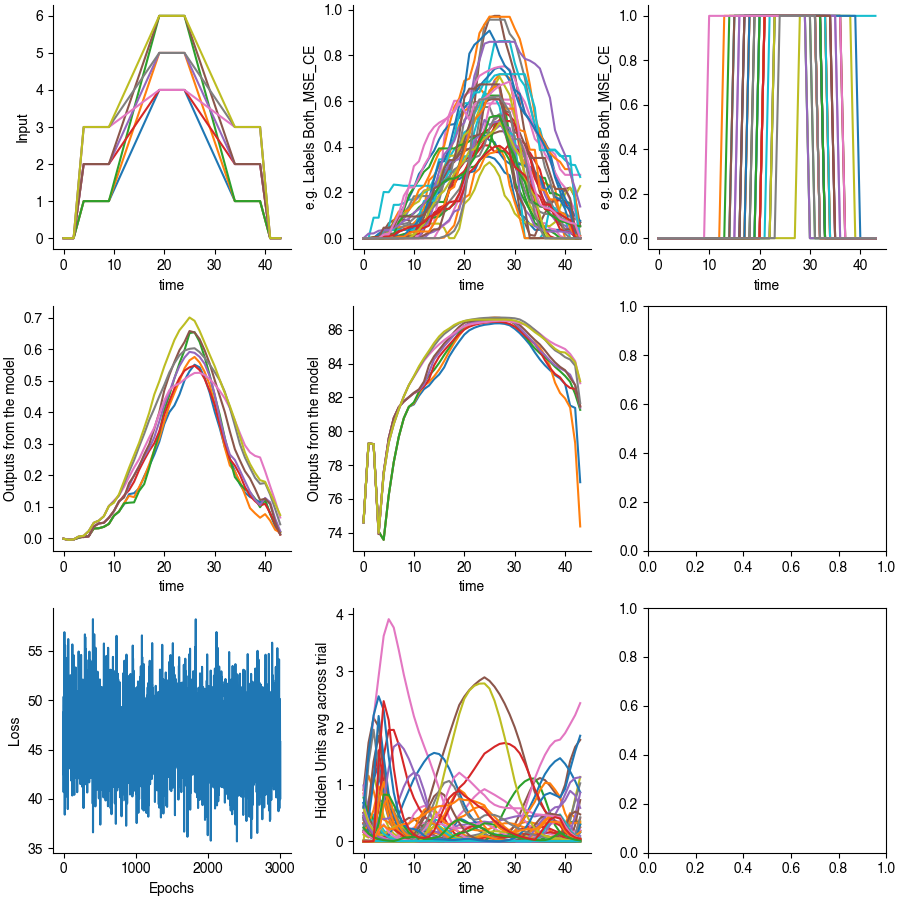 Input
6
5
4
3
2
1
0
0 10 20 30 40
time
e.g. Labels Both_MSE_CE
1.0
0.8
0.6
0.4
0.2
0.0
0 10 20 30 40
time
e.g. Labels Both_MSE_CE
1.0
0.8
0.6
0.4
0.2
0.0
0 10 20 30 40
time
Outputs from the model
0.7
0.6
0.5
0.4
0.3
0.2
0.1
0.0
0 10 20 30 40
time
Outputs from the model
86
84
82
80
78
76
74
0 10 20 30 40
time
1.0
0.8
0.6
0.4
0.2
0.0
0.0 0.2 0.4 0.6 0.8 1.0
Loss
55
50
45
40
35
0 1000 2000 3000
Epochs
Hidden Units avg across trial
4
3
2
1
0
0 10 20 30 40
time
1.0
0.8
0.6
0.4
0.2
0.0
0.0 0.2 0.4 0.6 0.8 1.0